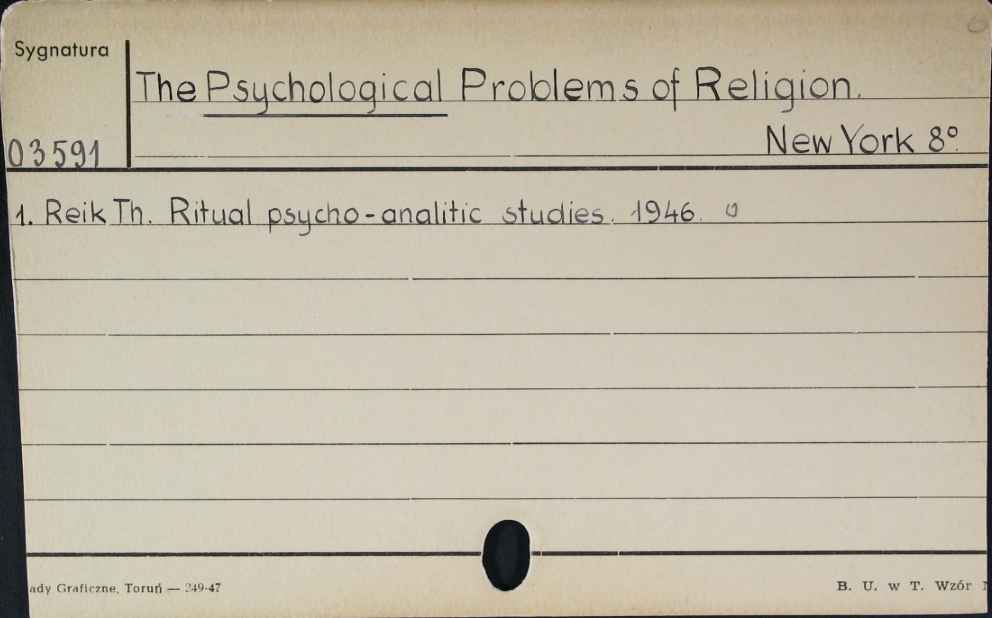 Sygnatura
The Psychological Problems of Religion.
New York 8°.
03591
1. Reik Th. Ritual psycho-analitic studies. 1946.
ady Graficzne, Toruń — 249-47
B. U. w T. Wzór